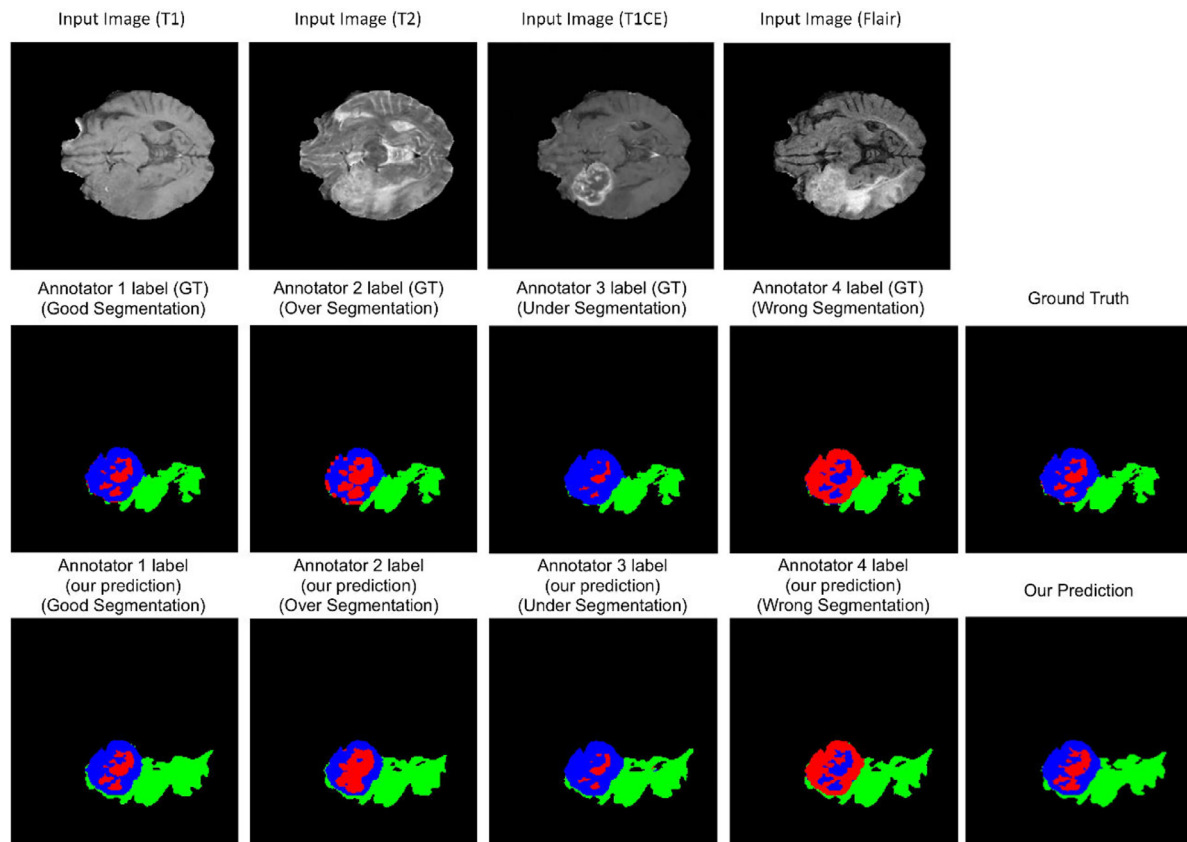 Input Image (T1)
Input Image (T2)
Input Image (T1CE)
Input Image (Flair)
Annotator 1 label (GT)
(Good Segmentation)
Annotator 2 label (GT)
(Over Segmentation)
Annotator 3 label (GT)
(Under Segmentation)
Annotator 4 label (GT)
(Wrong Segmentation)
Ground Truth
Annotator 1 label
(our prediction)
(Good Segmentation)
Annotator 2 label
(our prediction)
(Over Segmentation)
Annotator 3 label
(our prediction)
(Under Segmentation)
Annotator 4 label
(our prediction)
(Wrong Segmentation)
Our Prediction